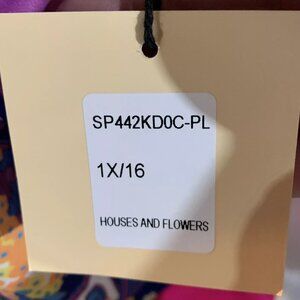 SP442KD0C-PL
1X/16
HOUSES AND FLOWERS